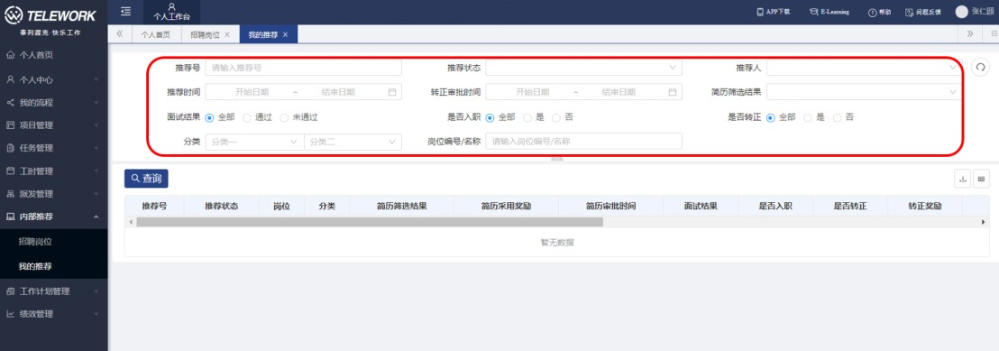 TELEWORK
泰列渥克·快乐工作
个人工作台
APP下载 E-Learning 帮助 问题反馈 张仁颐
个人首页 招聘岗位 我的推荐
个人首页
个人中心
我的流程
项目管理
任务管理
工时管理
派发管理
内部推荐
招聘岗位
我的推荐
工作计划管理
绩效管理
推荐号 请输入推荐号 推荐状态 推荐人
推荐时间 开始日期 ~ 结束日期 转正审批时间 开始日期 ~ 结束日期 简历筛选结果
面试结果 全部 通过 未通过 是否入职 全部 是 否 是否转正 全部 是 否
分类 分类一 分类二 岗位编号/名称 请输入岗位编号/名称
查询
推荐号 推荐状态 岗位 分类 简历筛选结果 简历采用奖励 简历审批时间 面试结果 是否入职 是否转正 转正奖励
暂无数据